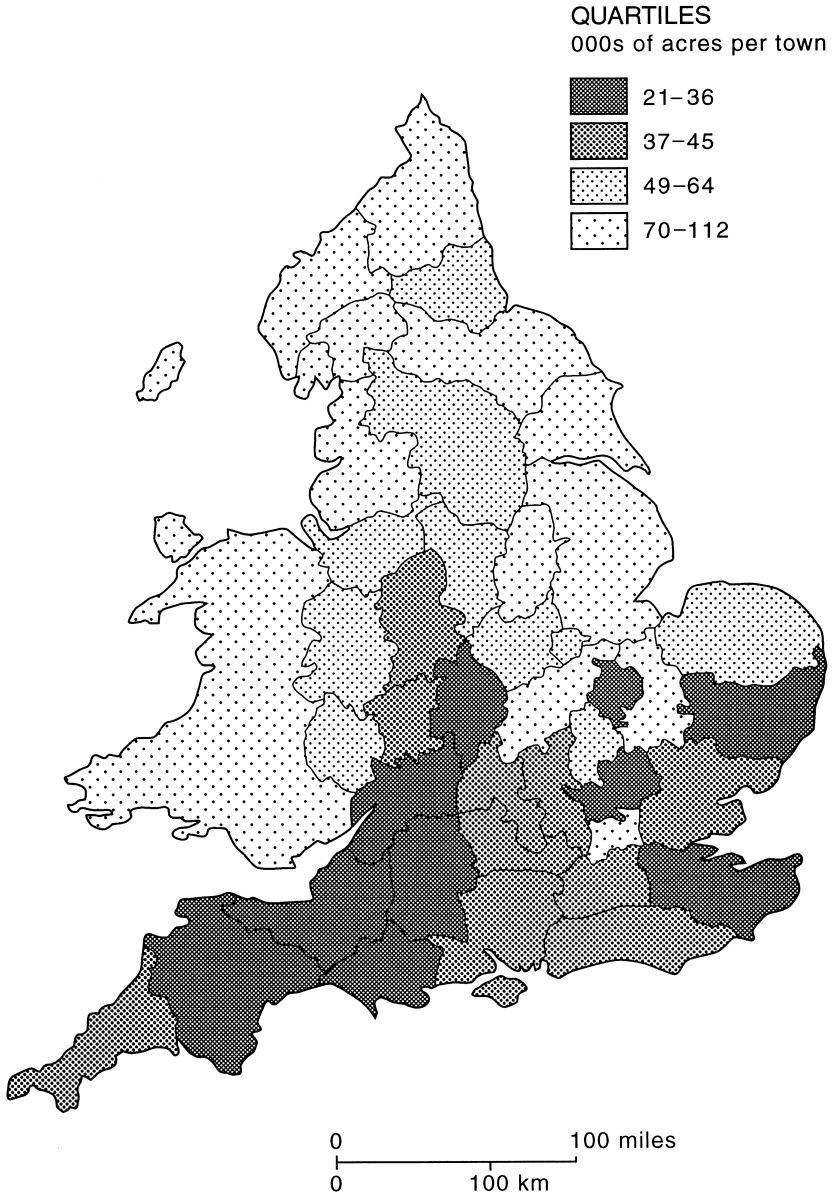 QUARTILES
000s of acres per town
21–36
37–45
49–64
70–112
0 100 miles
0 100 km